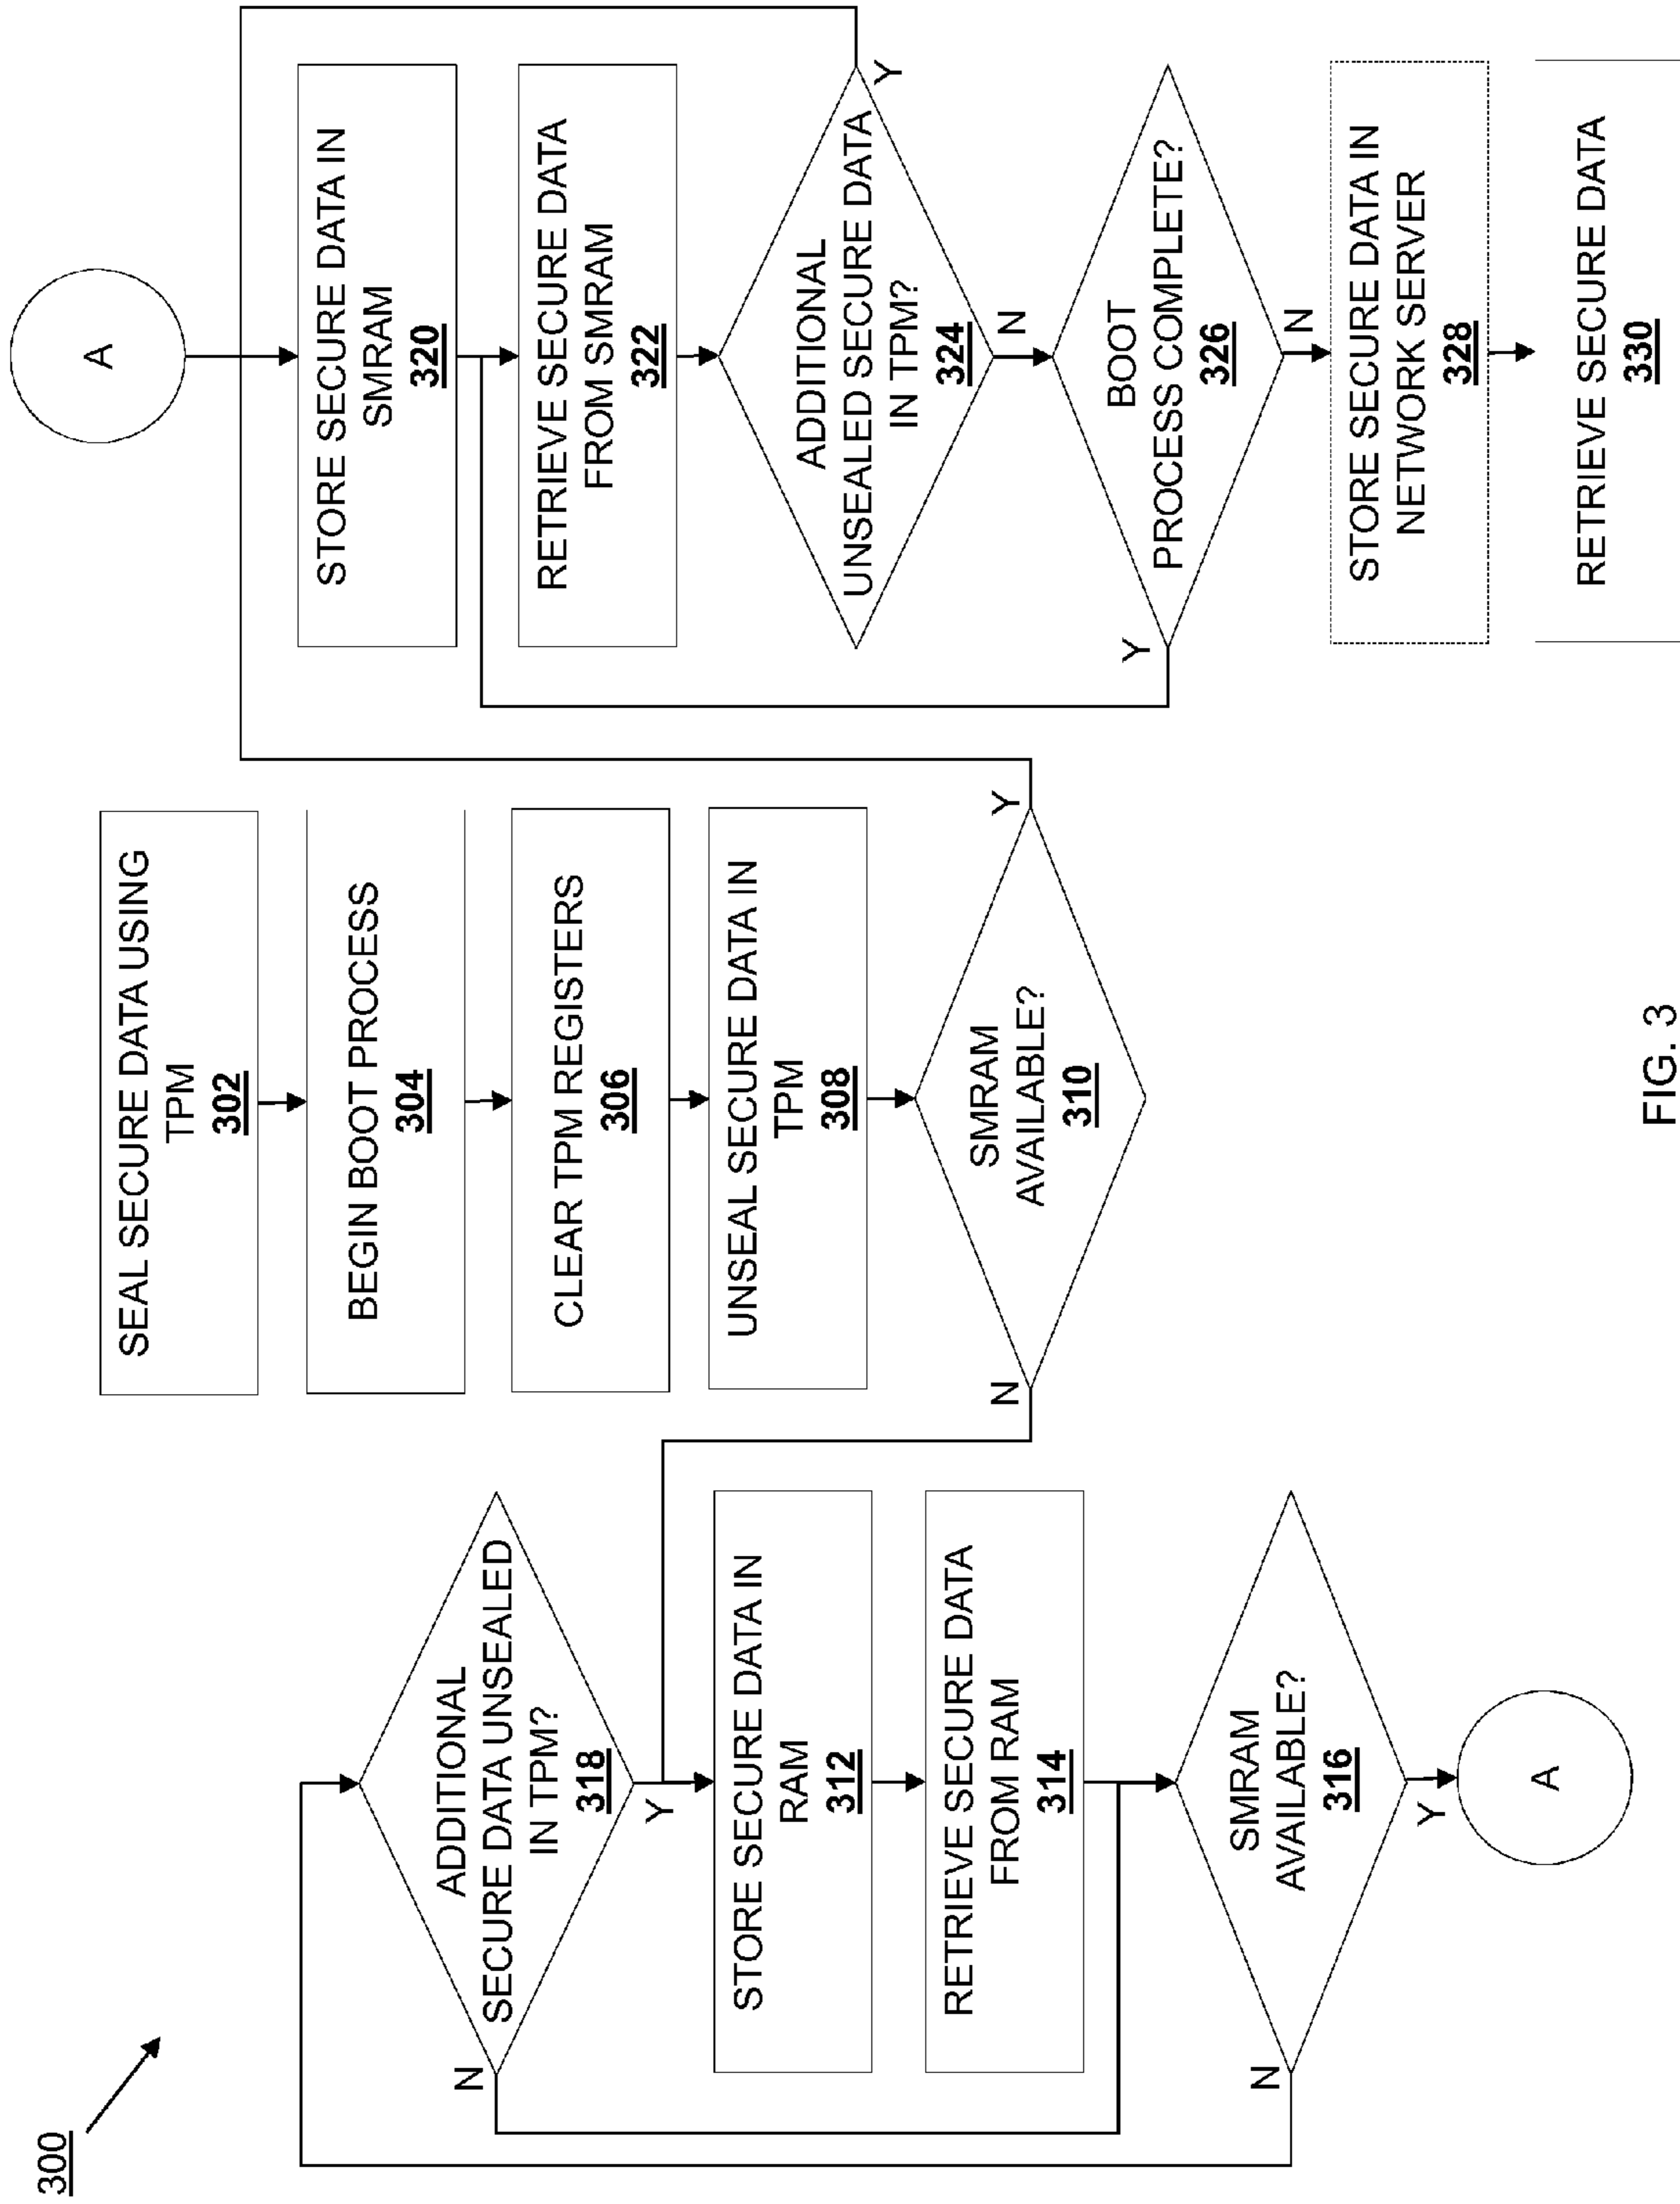 300
ADDITIONAL
SECURE DATA UNSEALED
IN TPM?
318
N
Y
STORE SECURE DATA IN
RAM
312
RETRIEVE SECURE DATA
FROM RAM
314
SMRAM
AVAILABLE?
316
N
Y
A
SEAL SECURE DATA USING
TPM
302
BEGIN BOOT PROCESS
304
CLEAR TPM REGISTERS
306
UNSEAL SECURE DATA IN
TPM
308
SMRAM
AVAILABLE?
310
N
Y
A
STORE SECURE DATA IN
SMRAM
320
RETRIEVE SECURE DATA
FROM SMRAM
322
ADDITIONAL
UNSEALED SECURE DATA
IN TPM?
324
Y
N
BOOT
PROCESS COMPLETE?
326
Y
N
STORE SECURE DATA IN
NETWORK SERVER
328
RETRIEVE SECURE DATA
330
FIG. 3